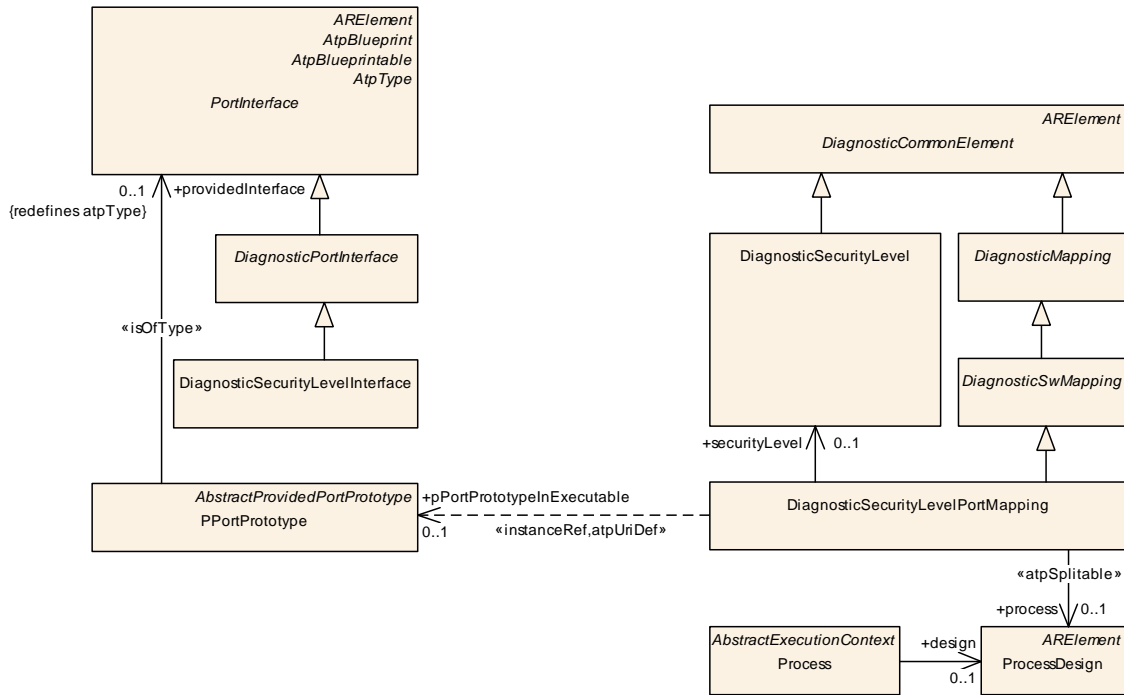 ARElement
AtpBlueprint
AtpBlueprintable
AtpType
PortInterface
ARElement
DiagnosticCommonElement
0..1
+providedInterface
{redefines atpType}
DiagnosticPortInterface
DiagnosticSecurityLevel
DiagnosticMapping
«isOfType»
DiagnosticSecurityLevelInterface
DiagnosticSwMapping
+securityLevel
0..1
AbstractProvidedPortPrototype
PPortPrototype
+pPortPrototypeInExecutable
0..1
«instanceRef,atpUriDef»
DiagnosticSecurityLevelPortMapping
«atpSplitable»
+process
0..1
AbstractExecutionContext
Process
+design
0..1
ARElement
ProcessDesign